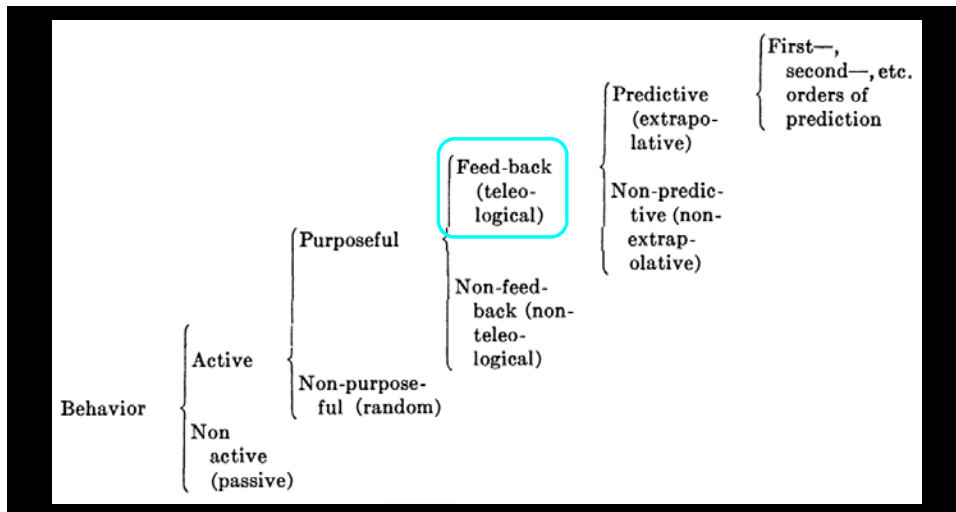 First—,
second—, etc.
orders of
prediction
Predictive
(extrapo-
lative)
Non-predic-
tive (non-
extrap-
olative)
Feed-back
(teleo-
logical)
Non-feed-
back (non-
teleo-
logical)
Purposeful
Non-purpose-
ful (random)
Active
Non
active
(passive)
Behavior